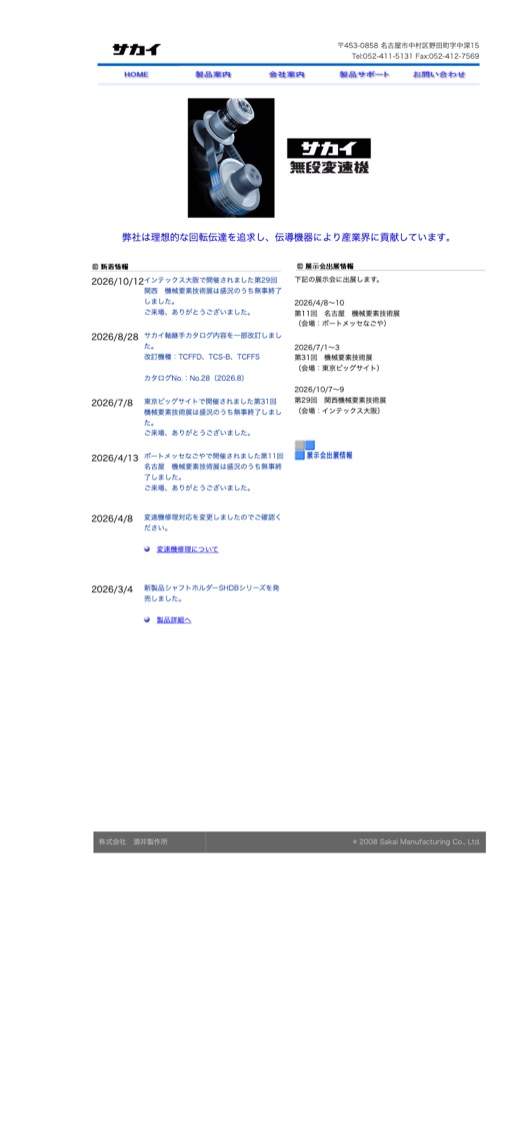 サカイ
〒453-0858 名古屋市中村区野田町字中深15
Tel:052-411-5131 Fax:052-412-7569
HOME 製品案内 会社案内 製品サポート お問い合わせ
サカイ
無段変速機
弊社は理想的な回転伝達を追求し、伝導機器により産業界に貢献しています。
新着情報
2026/10/12 インテックス大阪で開催されました第29回
関西　機械要素技術展は盛況のうち無事終了
しました。
ご来場、ありがとうございました。
2026/8/28 サカイ軸継手カタログ内容を一部改訂しまし
た。
改訂機種：TCFFD、TCS-B、TCFFS
カタログNo.：No.28（2026.8）
2026/7/8 東京ビッグサイトで開催されました第31回
機械要素技術展は盛況のうち無事終了しまし
た。
ご来場、ありがとうございました。
2026/4/13 ポートメッセなごやで開催されました第11回
名古屋　機械要素技術展は盛況のうち無事終
了しました。
ご来場、ありがとうございました。
2026/4/8 変速機修理対応を変更しましたのでご確認く
ださい。
変速機修理について
2026/3/4 新製品シャフトホルダーSHDBシリーズを発
売しました。
製品詳細へ
展示会出展情報
下記の展示会に出展します。
2026/4/8～10
第11回　名古屋　機械要素技術展
（会場：ポートメッセなごや）
2026/7/1～3
第31回　機械要素技術展
（会場：東京ビッグサイト）
2026/10/7～9
第29回　関西機械要素技術展
（会場：インテックス大阪）
展示会出展情報
株式会社　酒井製作所
© 2008 Sakai Manufacturing Co., Ltd.